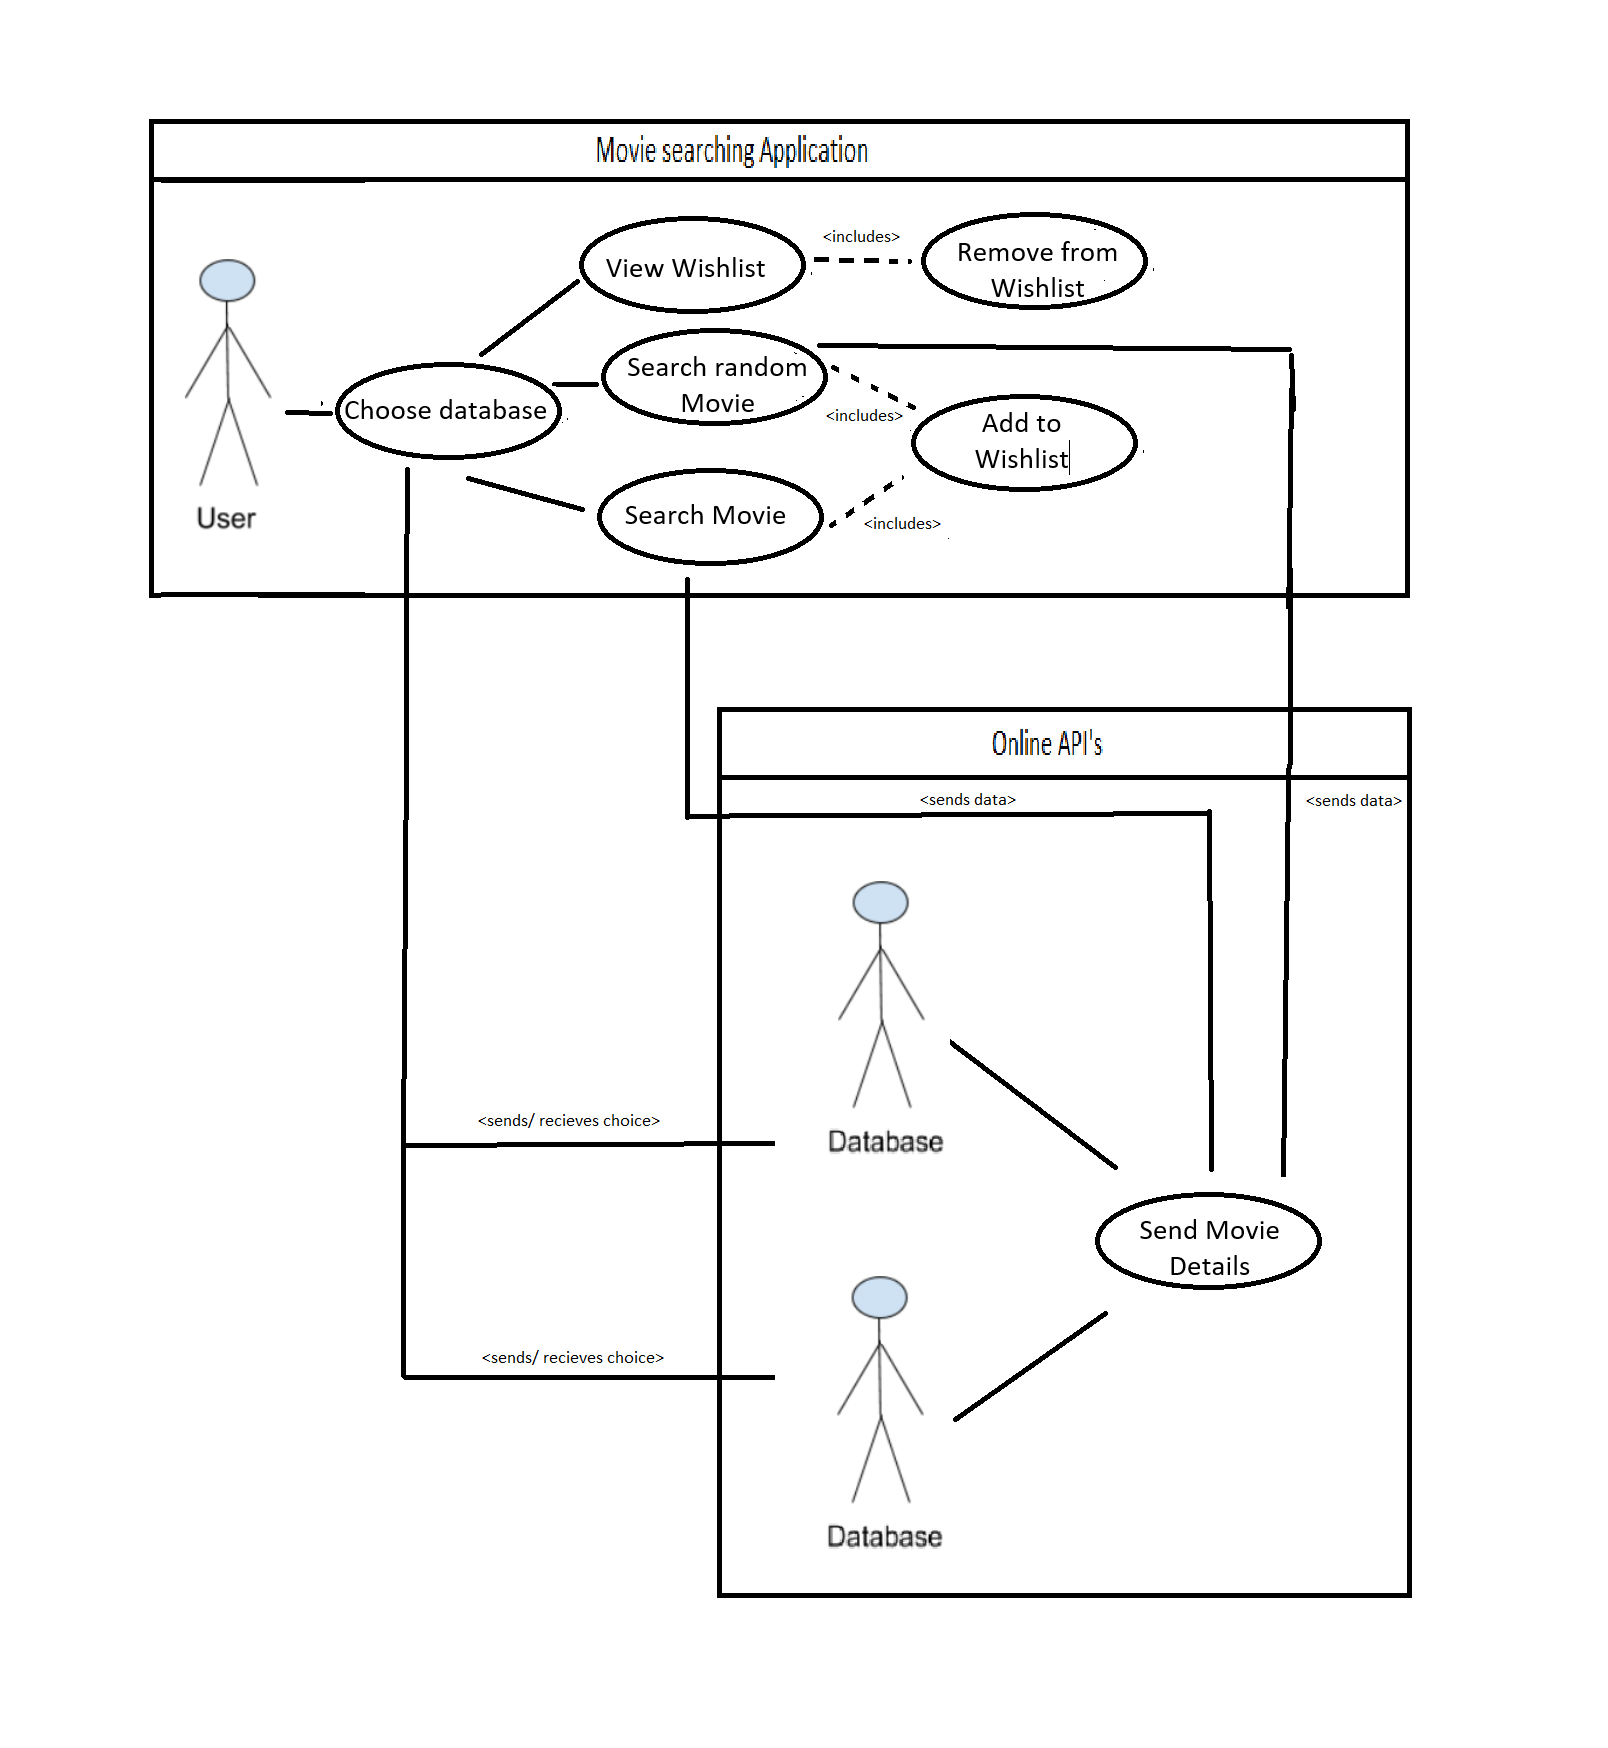 Movie searching Application
View Wishlist
<includes>
Remove from
Wishlist
Search random
Movie
Choose database
<includes>
Add to
Wishlist
Search Movie
<includes>
User
Online API's
<sends data>
<sends data>
<sends/ recieves choice>
Database
Send Movie
Details
<sends/ recieves choice>
Database